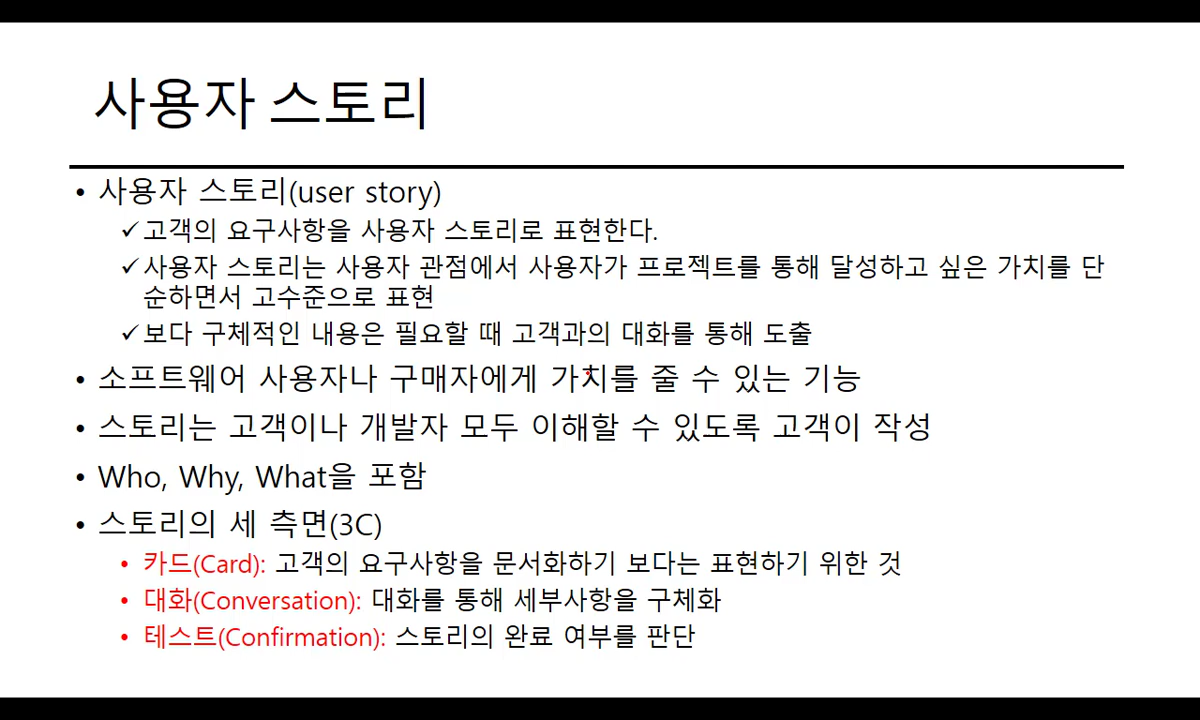 사용자 스토리
• 사용자 스토리(user story)
✓고객의 요구사항을 사용자 스토리로 표현한다.
✓사용자 스토리는 사용자 관점에서 사용자가 프로젝트를 통해 달성하고 싶은 가치를 단
순하면서 고수준으로 표현
✓보다 구체적인 내용은 필요할 때 고객과의 대화를 통해 도출
• 소프트웨어 사용자나 구매자에게 가치를 줄 수 있는 기능
• 스토리는 고객이나 개발자 모두 이해할 수 있도록 고객이 작성
• Who, Why, What을 포함
• 스토리의 세 측면(3C)
• 카드(Card): 고객의 요구사항을 문서화하기 보다는 표현하기 위한 것
• 대화(Conversation): 대화를 통해 세부사항을 구체화
• 테스트(Confirmation): 스토리의 완료 여부를 판단